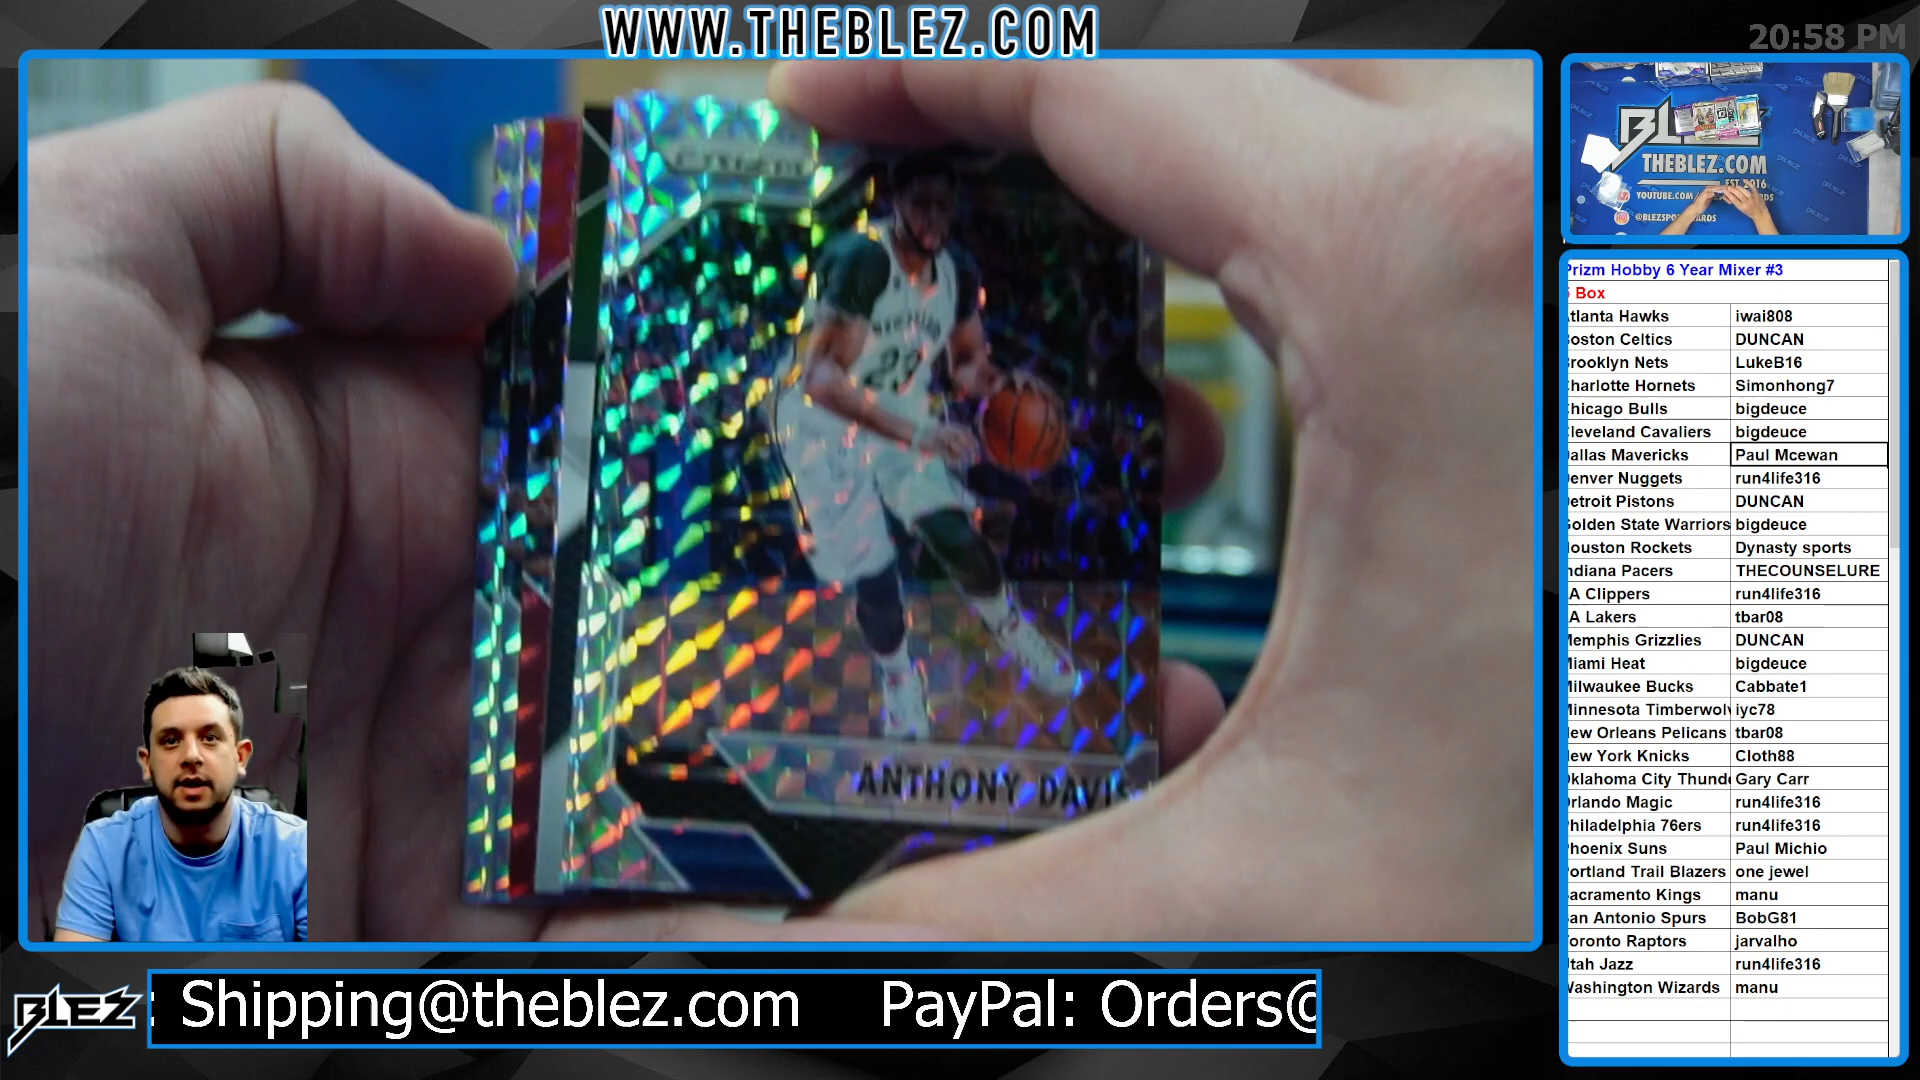 WWW.THEBLEZ.COM
20:58 PM
PRIZM
23
ANTHONY DAVIS
BLEZ
: Shipping@theblez.com PayPal: Orders@
THEBLEZ.COM
EST 2016
YOUTUBE.COM/
Prizm Hobby 6 Year Mixer #3
Box
tlanta Hawks iwai808
oston Celtics DUNCAN
rooklyn Nets LukeB16
harlotte Hornets Simonhong7
hicago Bulls bigdeuce
leveland Cavaliers bigdeuce
allas Mavericks Paul Mcewan
enver Nuggets run4life316
etroit Pistons DUNCAN
olden State Warriors bigdeuce
ouston Rockets Dynasty sports
ndiana Pacers THECOUNSELURE
A Clippers run4life316
A Lakers tbar08
emphis Grizzlies DUNCAN
iami Heat bigdeuce
ilwaukee Bucks Cabbate1
innesota Timberwolv iyc78
ew Orleans Pelicans tbar08
ew York Knicks Cloth88
klahoma City Thunde Gary Carr
rlando Magic run4life316
hiladelphia 76ers run4life316
hoenix Suns Paul Michio
ortland Trail Blazers one jewel
acramento Kings manu
an Antonio Spurs BobG81
oronto Raptors jarvalho
tah Jazz run4life316
ashington Wizards manu